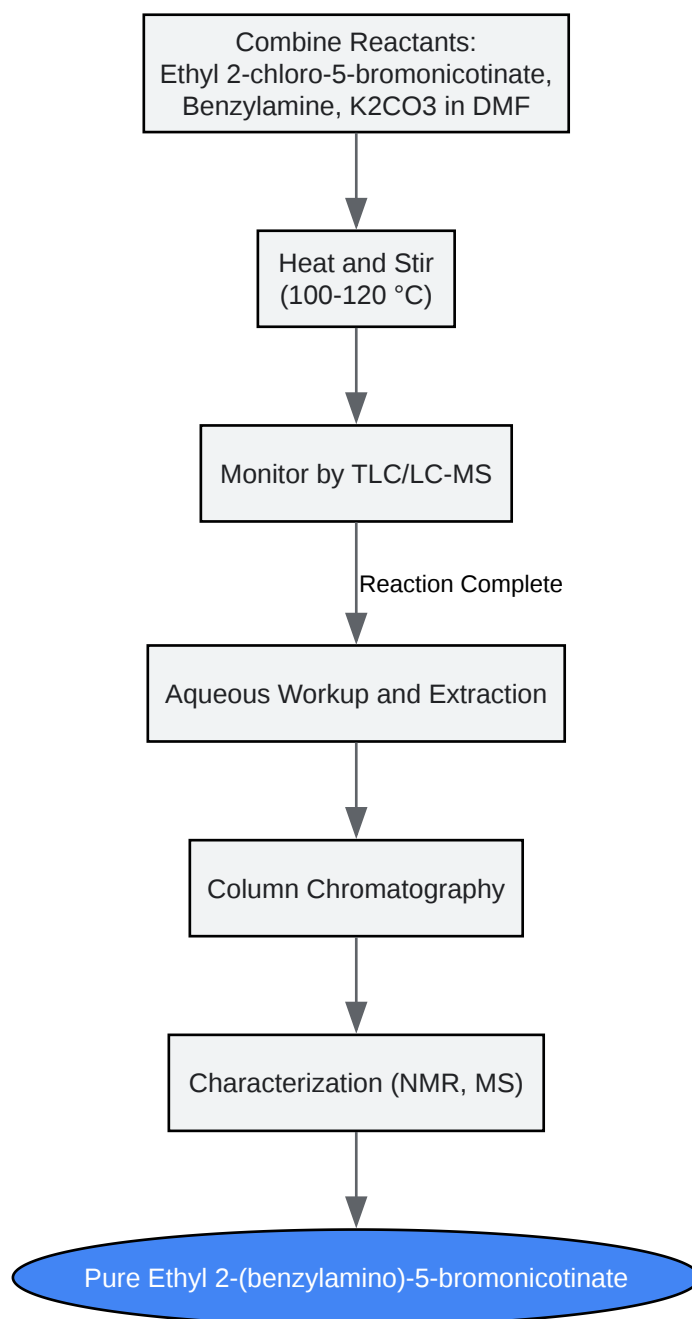 Combine Reactants:
Ethyl 2-chloro-5-bromonicotinate,
Benzylamine, K2CO3 in DMF
Heat and Stir
(100-120 °C)
Monitor by TLC/LC-MS
Reaction Complete
Aqueous Workup and Extraction
Column Chromatography
Characterization (NMR, MS)
Pure Ethyl 2-(benzylamino)-5-bromonicotinate